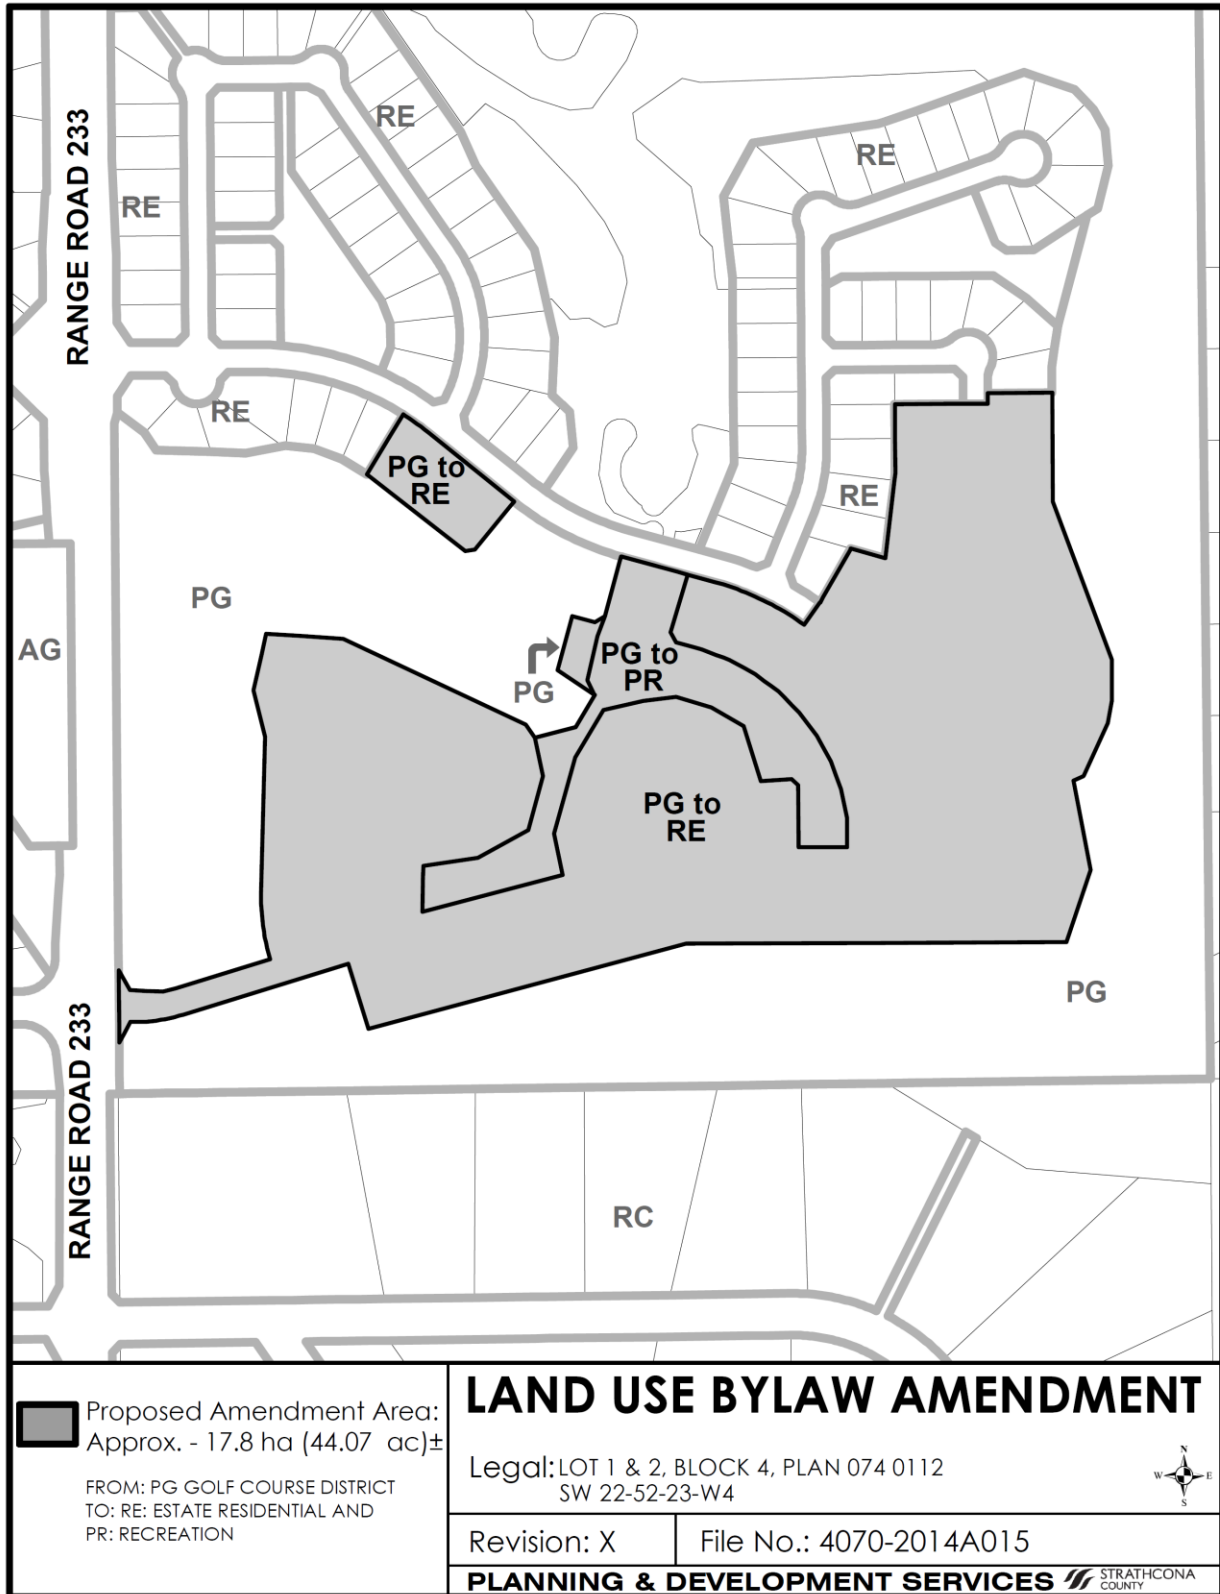 RANGE ROAD 233
RE
RE
RE
RE
PG to
RE
RE
PG
AG
PG to
PR
PG
PG to
RE
PG
RANGE ROAD 233
RC
Proposed Amendment Area:
Approx. - 17.8 ha (44.07 ac)±
FROM: PG GOLF COURSE DISTRICT
TO: RE: ESTATE RESIDENTIAL AND
PR: RECREATION
LAND USE BYLAW AMENDMENT
Legal: LOT 1 & 2, BLOCK 4, PLAN 074 0112
SW 22-52-23-W4
N
W E
S
Revision: X
File No.: 4070-2014A015
PLANNING & DEVELOPMENT SERVICES
STRATHCONA
COUNTY